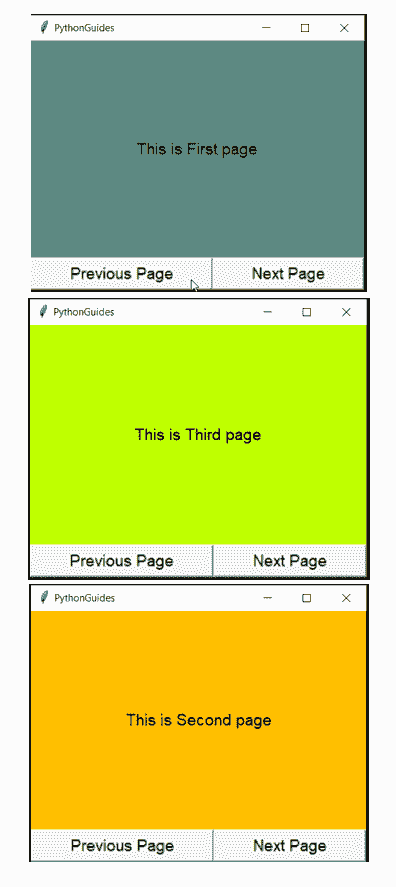 PythonGuides
This is First page
Previous Page Next Page
PythonGuides
This is Third page
Previous Page Next Page
PythonGuides
This is Second page
Previous Page Next Page